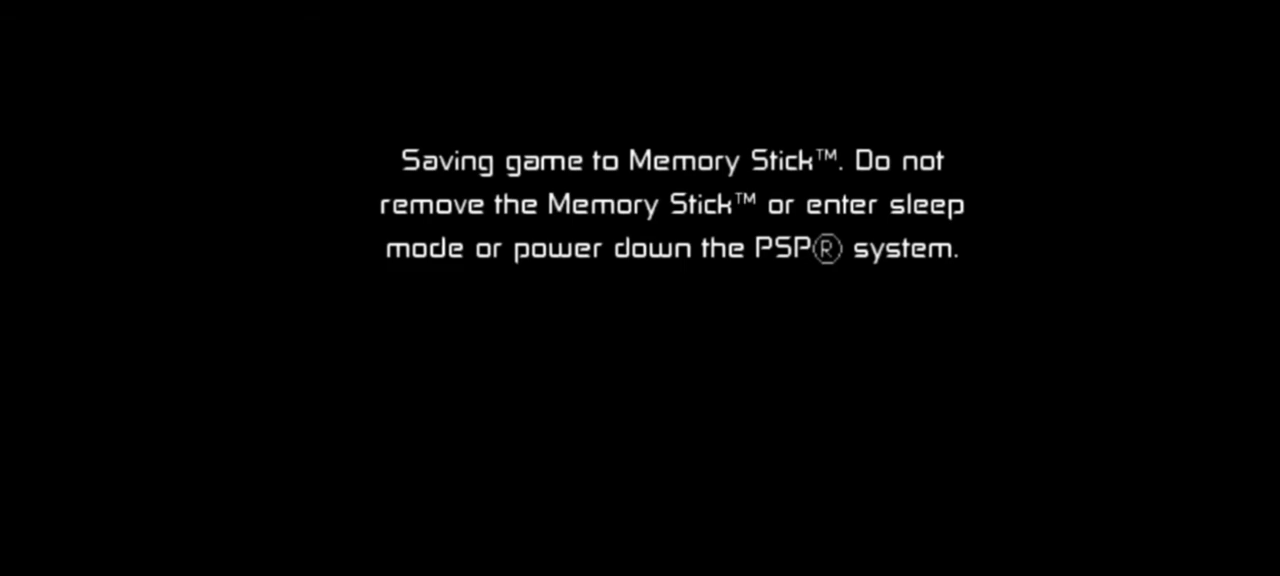 Saving game to Memory Stick™. Do not
remove the Memory Stick™ or enter sleep
mode or power down the PSP® system.